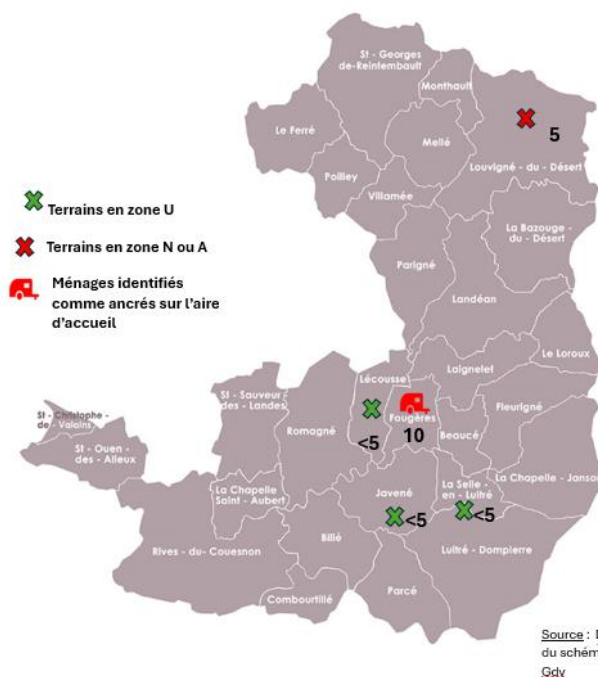 St - Georges
de-Reintembault
Monthault
Le Ferré
Mellé
5
Louvigné - du - Désert
Poilley
Villamée
La Bazouge -
du - Désert
Terrains en zone U
Terrains en zone N ou A
Ménages identifiés
comme ancrés sur l'aire
d'accueil
Parigné
Landéan
Le Loroux
Laignelet
Lécousse
Fleurigné
St - Sauveur
des - Landes
St - Christophe
- de - Valains
Romagné
Fougères
Beaucé
<5
10
St - Ouen -
des - Alleux
La Chapelle - Janson
La Chapelle
Saint - Aubert
Javené
La Selle -
en - Luitré
<5
<5
Rives - du- Couesnon
Billé
Luitré - Dompierre
Combourtillé
Parcé
Source : D
du schém
Gdv